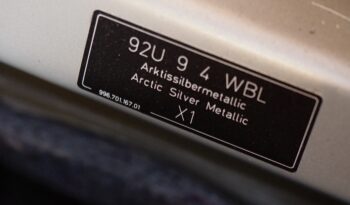 92U 9 4 WBL
Arktissilbermetallic
Arctic Silver Metallic
996.701.167.01
X1